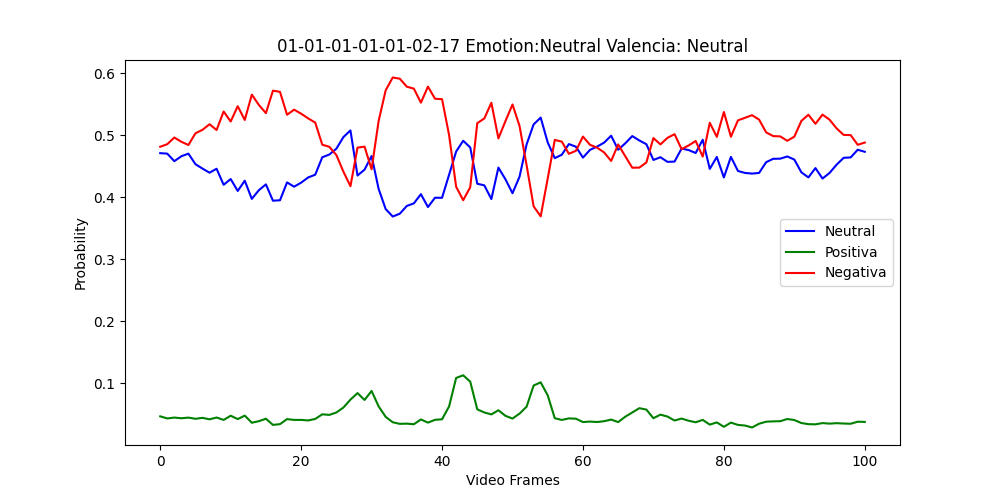 01-01-01-01-01-02-17 Emotion:Neutral Valencia: Neutral
0.6
0.5
0.4
0.3
0.2
0.1
Probability
Neutral
Positiva
Negativa
0 20 40 60 80 100
Video Frames